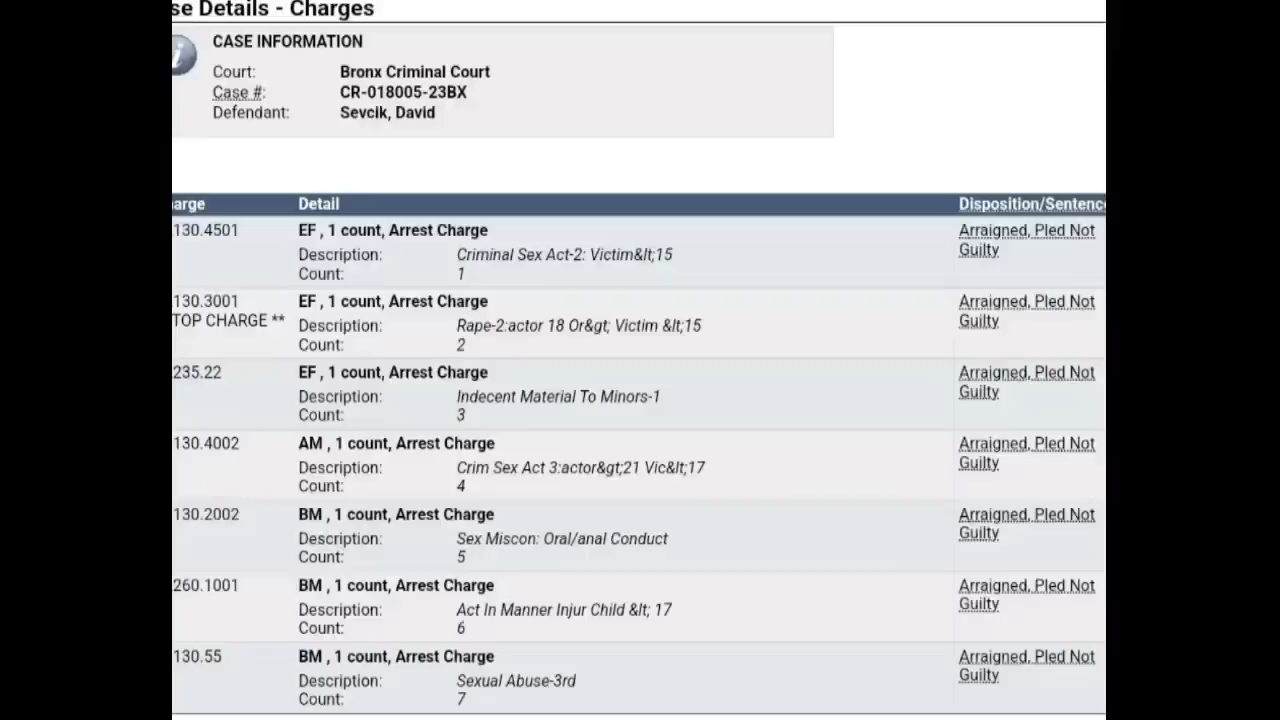 se Details - Charges
CASE INFORMATION
Court: Bronx Criminal Court
Case #: CR-018005-23BX
Defendant: Sevcik, David
arge Detail Disposition/Sentenc
130.4501 EF , 1 count, Arrest Charge Arraigned, Pled Not
Guilty
Description: Criminal Sex Act-2: Victim&lt;15
Count: 1
130.3001 EF , 1 count, Arrest Charge Arraigned, Pled Not
TOP CHARGE ** Guilty
Description: Rape-2:actor 18 Or&gt; Victim &lt;15
Count: 2
235.22 EF , 1 count, Arrest Charge Arraigned, Pled Not
Guilty
Description: Indecent Material To Minors-1
Count: 3
130.4002 AM , 1 count, Arrest Charge Arraigned, Pled Not
Guilty
Description: Crim Sex Act 3:actor&gt;21 Vic&lt;17
Count: 4
130.2002 BM , 1 count, Arrest Charge Arraigned, Pled Not
Guilty
Description: Sex Miscon: Oral/anal Conduct
Count: 5
260.1001 BM , 1 count, Arrest Charge Arraigned, Pled Not
Guilty
Description: Act In Manner Injur Child &lt; 17
Count: 6
130.55 BM , 1 count, Arrest Charge Arraigned, Pled Not
Guilty
Description: Sexual Abuse-3rd
Count: 7